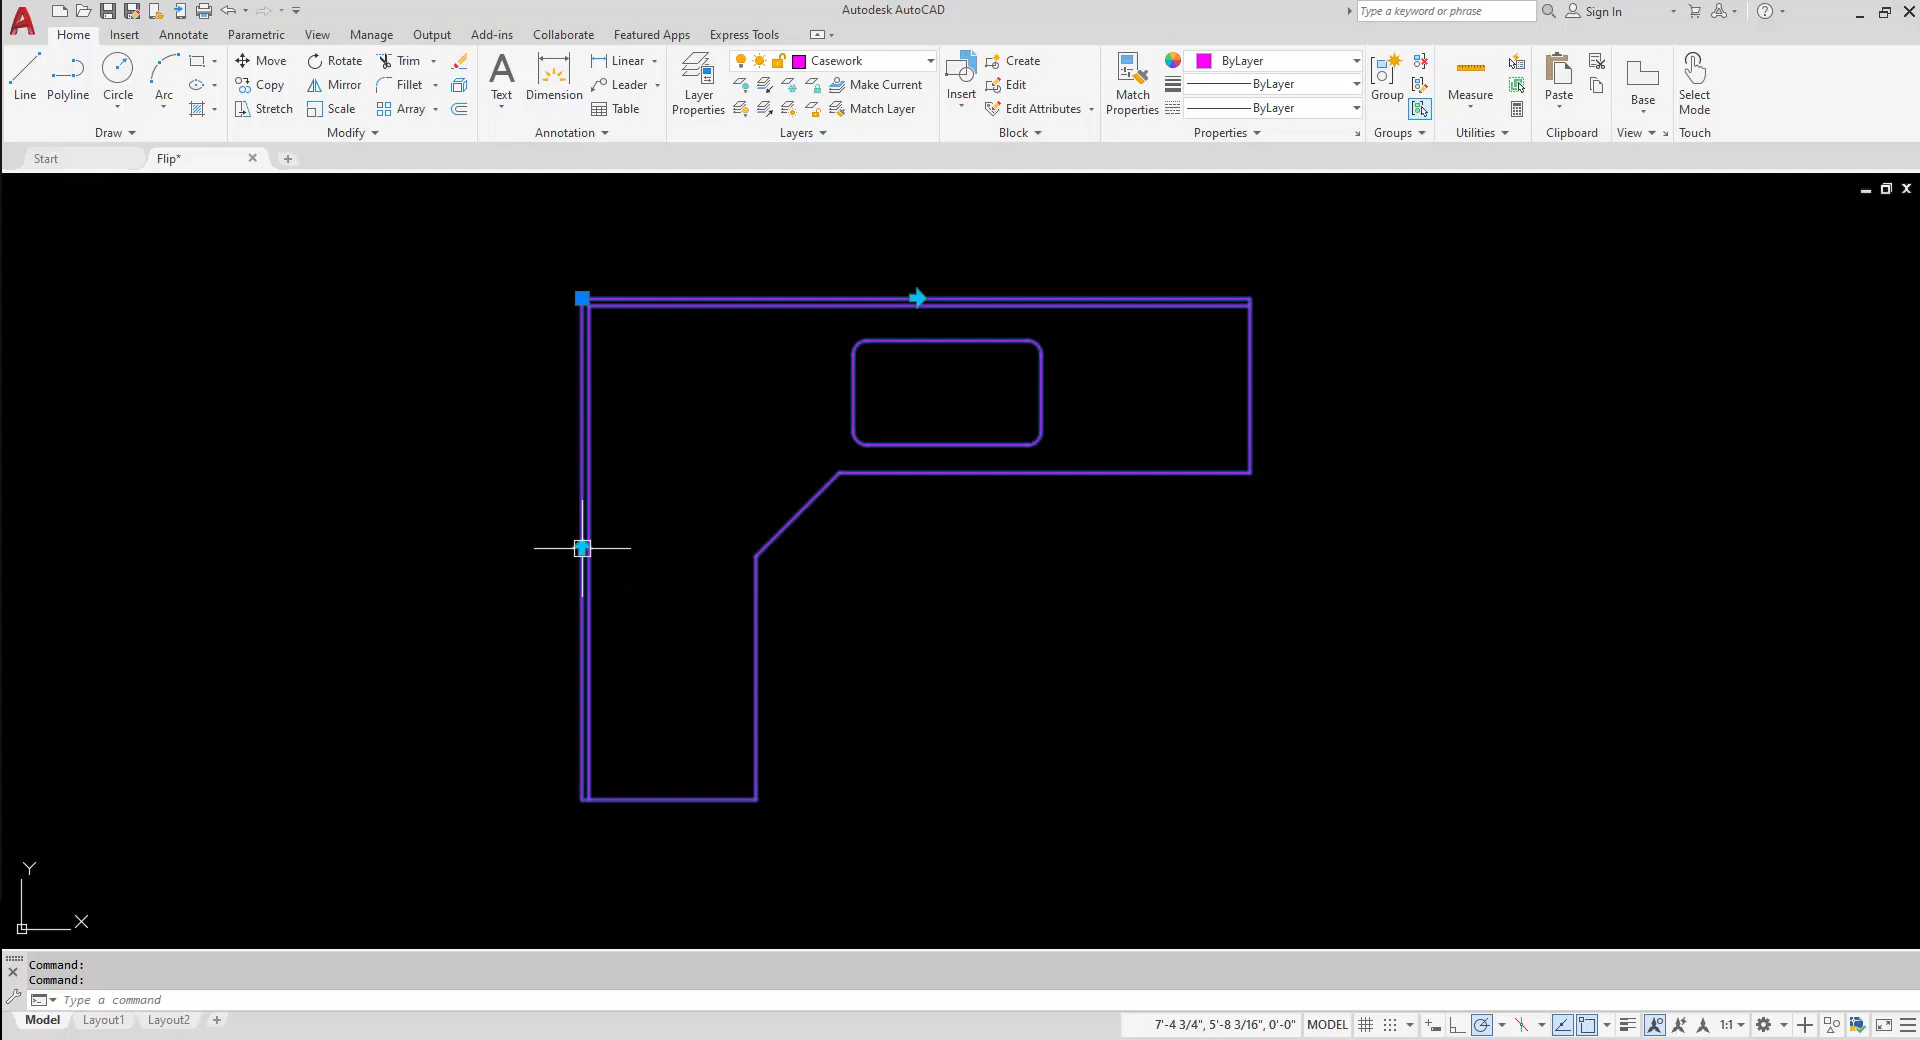 Autodesk AutoCAD
Type a keyword or phrase
Sign In
Home Insert Annotate Parametric View Manage Output Add-ins Collaborate Featured Apps Express Tools
Line Polyline Circle Arc
Draw
Move Rotate Trim
Copy Mirror Fillet
Stretch Scale Array
Modify
Text Dimension
Linear
Leader
Table
Annotation
Layer Properties
Casework
Make Current
Match Layer
Layers
Insert
Create
Edit
Edit Attributes
Block
Match Properties
ByLayer
ByLayer
ByLayer
Properties
Group
Groups
Measure
Utilities
Paste
Clipboard
Base
View
Select Mode
Touch
Start Flip*
Y
X
Command:
Command:
Type a command
Model Layout1 Layout2
7'-4 3/4", 5'-8 3/16", 0'-0" MODEL 1:1